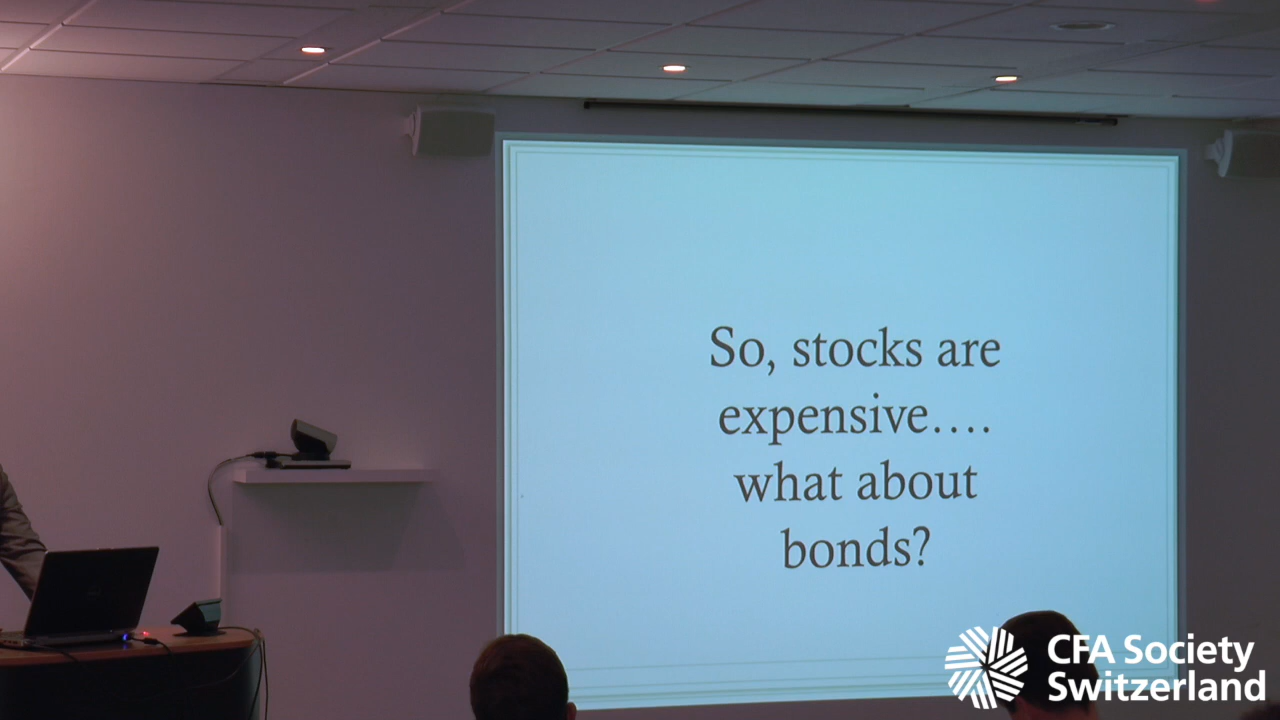 So, stocks are
expensive....
what about
bonds?
CFA Society
Switzerland